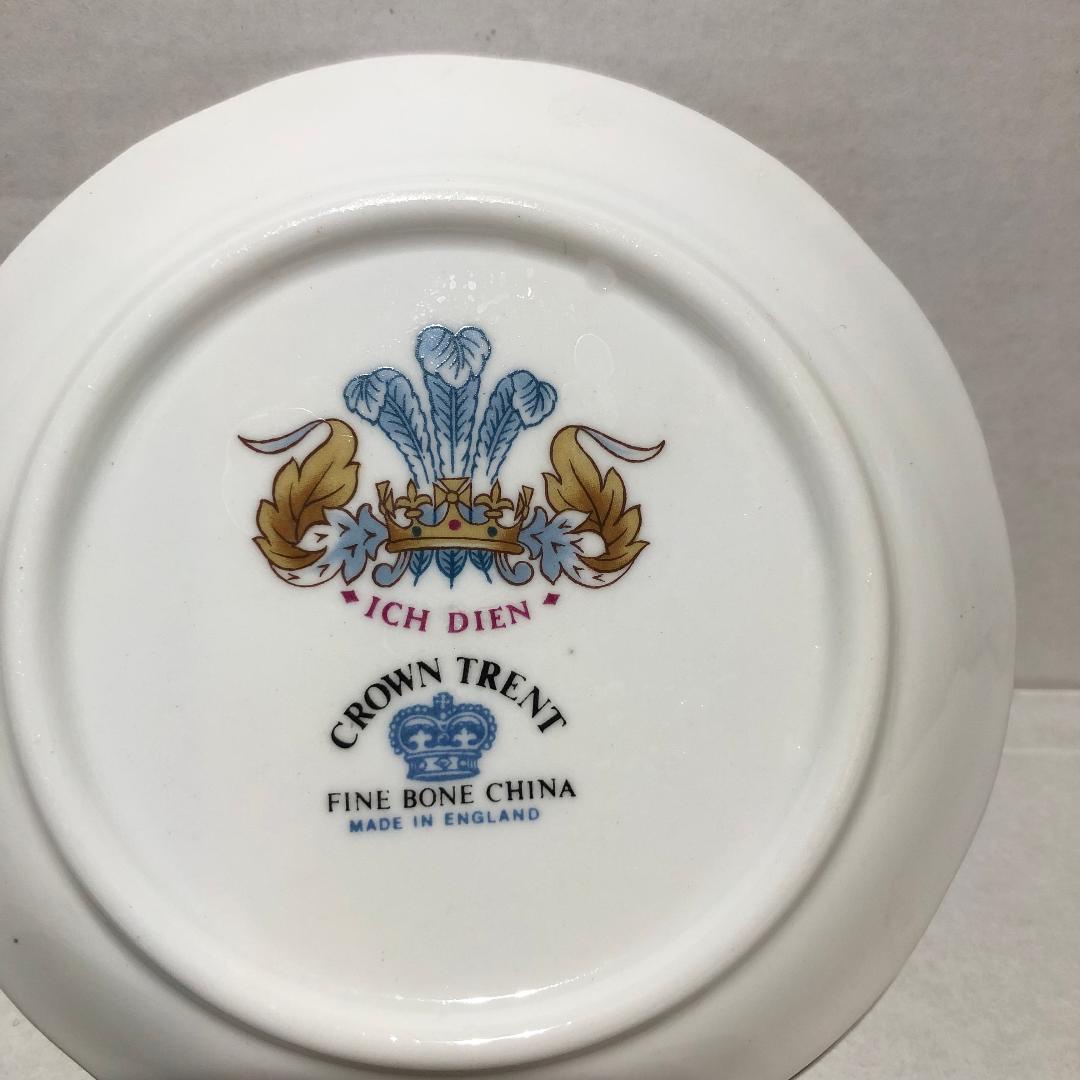 ICH DIEN
CROWN TRENT
FINE BONE CHINA
MADE IN ENGLAND